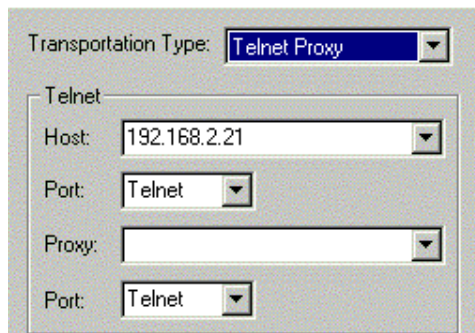 Transportation Type: Telnet Proxy
Telnet
Host: 192.168.2.21
Port: Telnet
Proxy:
Port: Telnet